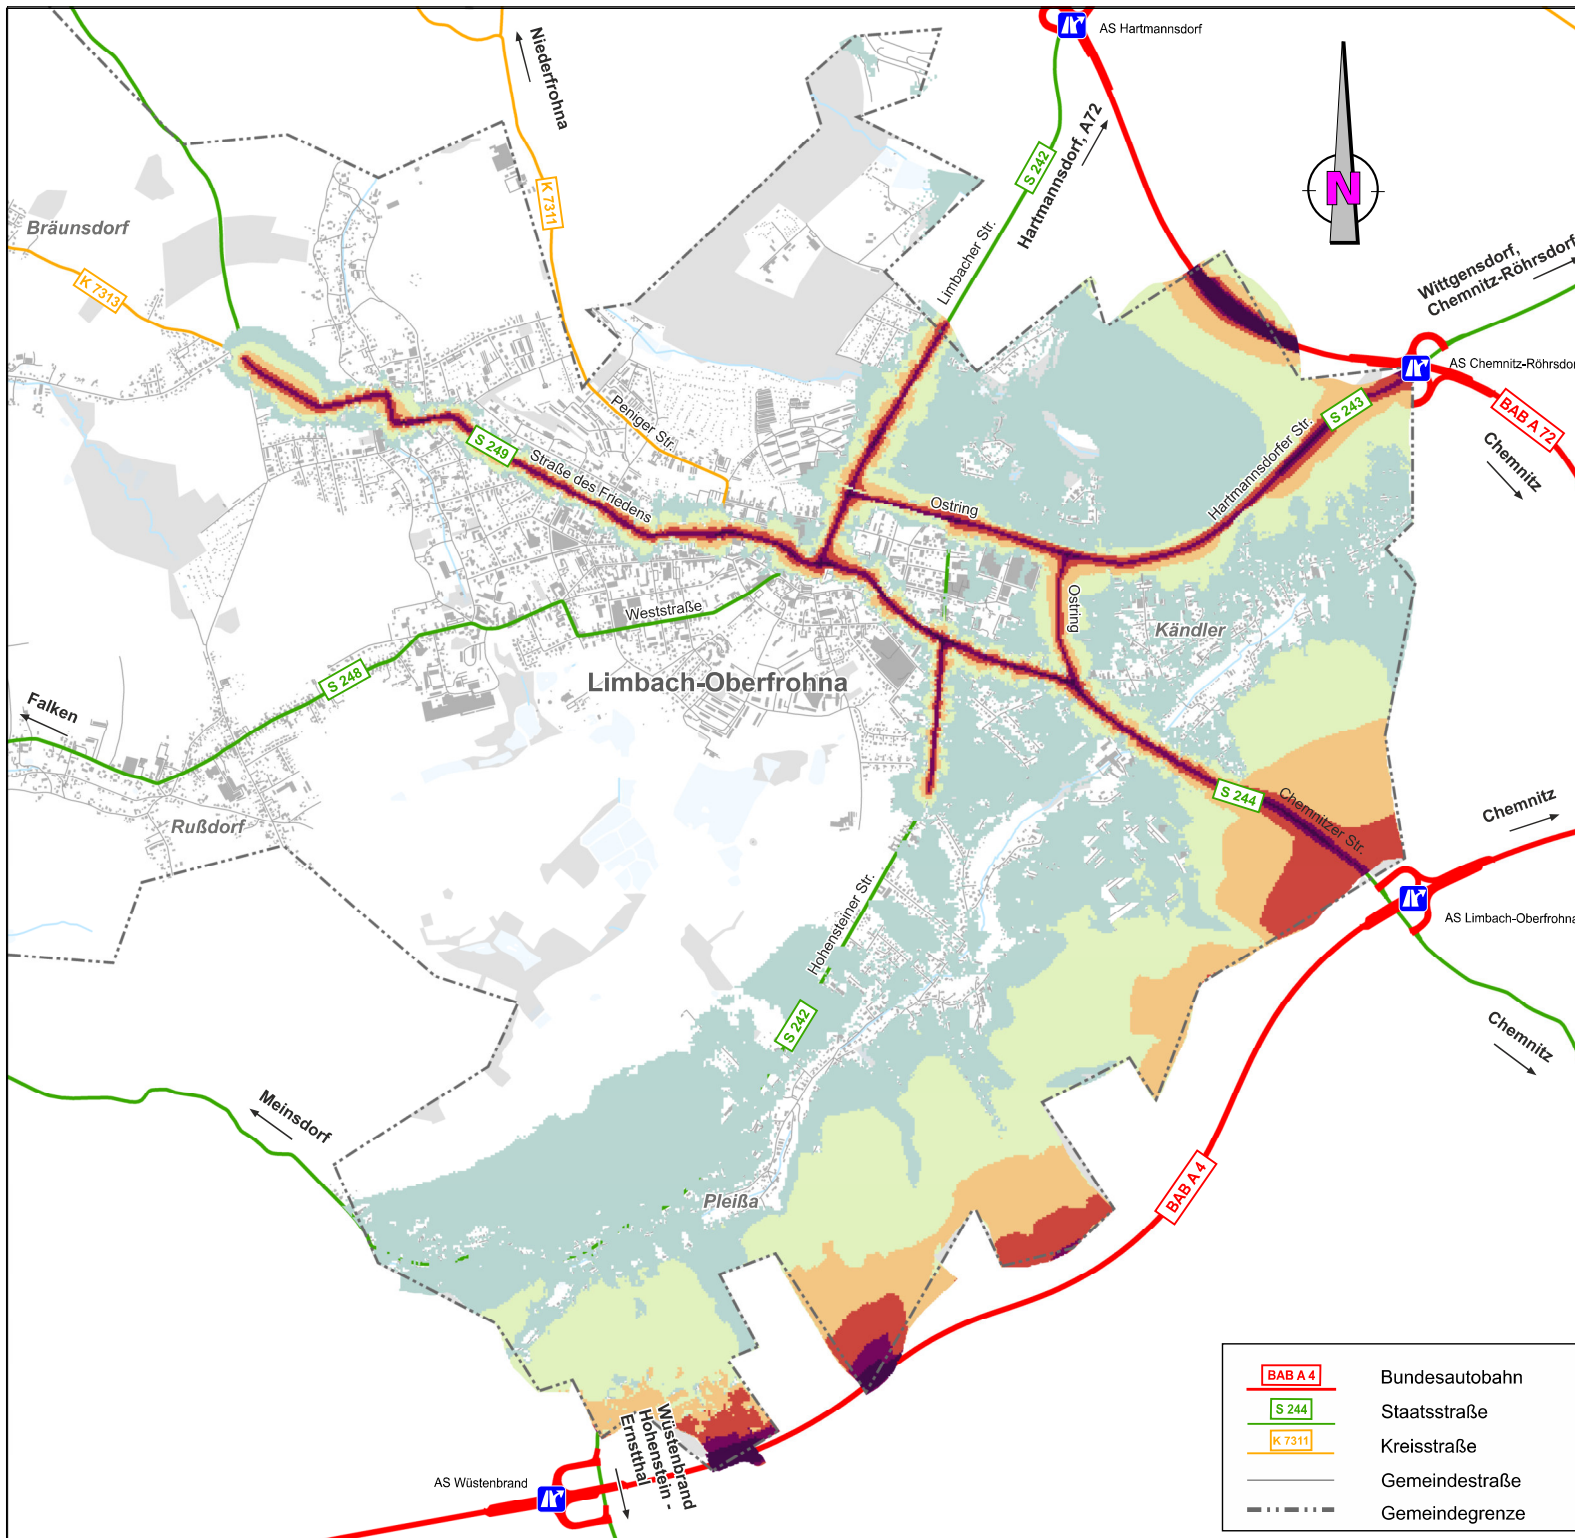 AS Hartmannsdorf
Niederfrohna
K 7311
S 242
Hartmannsdorf, A72
N
Bräunsdorf
Limbacher Str.
Wittgensdorf,
Chemnitz-Röhrsdorf
K 7313
AS Chemnitz-Röhrsdorf
BAB A 72
S 243
Chemnitz
Hartmannsdorfer Str.
Peniger Str.
S 249
Straße des Friedens
Ostring
Ostring
Weststraße
Kändler
S 248
Limbach-Oberfrohna
Falken
Rußdorf
S 244
Chemnitzer Str.
Chemnitz
AS Limbach-Oberfrohna
Hohensteiner Str.
S 242
Chemnitz
Meinsdorf
Pleißa
BAB A 4
Wüstenbrand
Hohenstein -
Ernstthal
AS Wüstenbrand
BAB A 4 Bundesautobahn
S 244 Staatsstraße
K 7311 Kreisstraße
Gemeindestraße
Gemeindegrenze